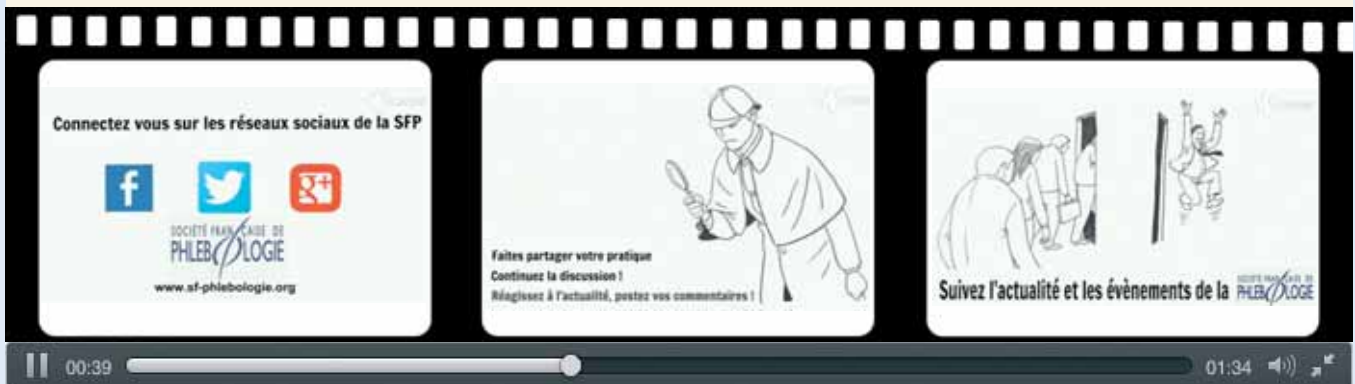 Connectez vous sur les réseaux sociaux de la SFP
f
g+
SOCIÉTÉ FRANÇAISE DE
PHLEBOLOGIE
www.sf-phlebologie.org
Faites partager votre pratique
Continuez la discussion !
Réagissez à l'actualité, postez vos commentaires !
Suivez l'actualité et les évènements de la
SOCIÉTÉ FRANÇAISE DE
PHLEBOLOGIE
00:39
01:34